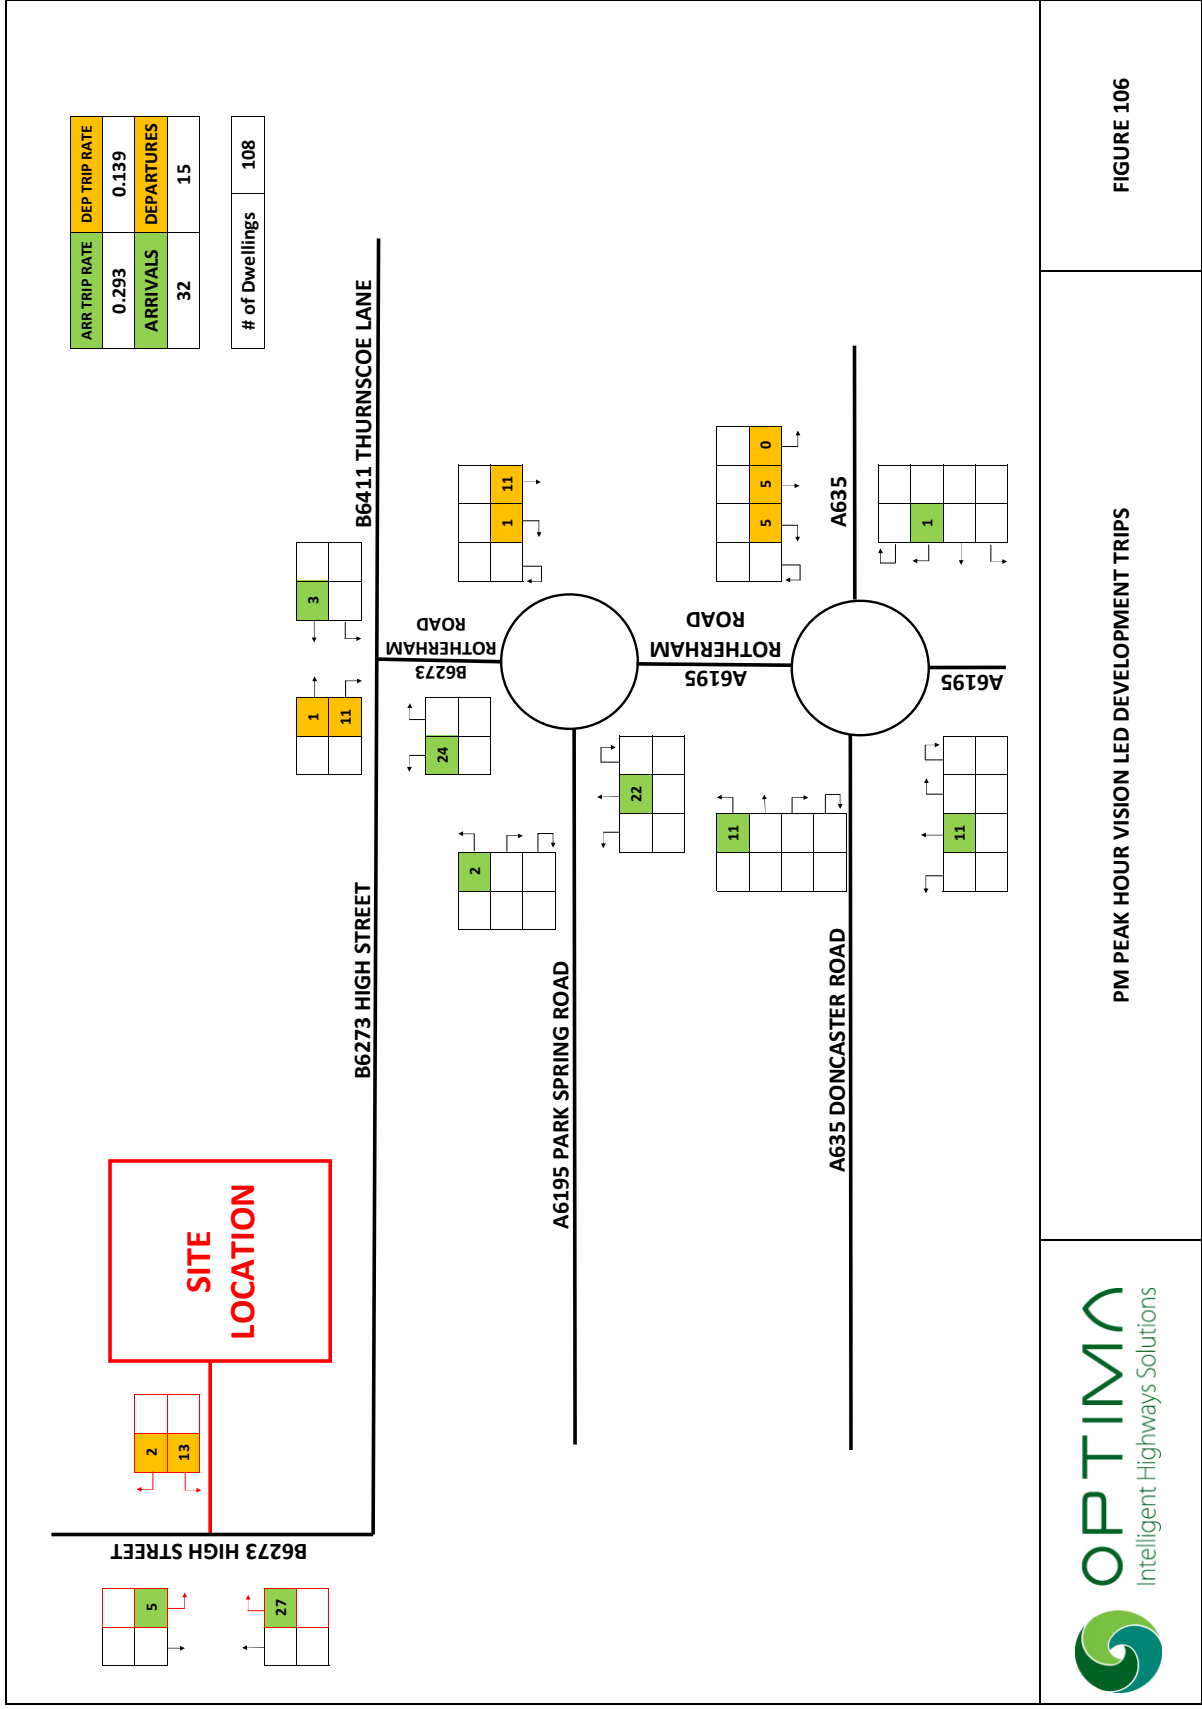 ARR TRIP RATE DEP TRIP RATE
0.293 0.139
ARRIVALS DEPARTURES
32 15
# of Dwellings 108
SITE
LOCATION
2
13
B6273 HIGH STREET
5
27
B6273 HIGH STREET
B6411 THURNSCOE LANE
1
11
3
B6273
ROTHERHAM
ROAD
24
1 11
2
22
A6195 PARK SPRING ROAD
A6195
ROTHERHAM
ROAD
5 5 0
11
A635 DONCASTER ROAD
A635
1
11
A6195
OPTIMA
Intelligent Highways Solutions
PM PEAK HOUR VISION LED DEVELOPMENT TRIPS
FIGURE 106